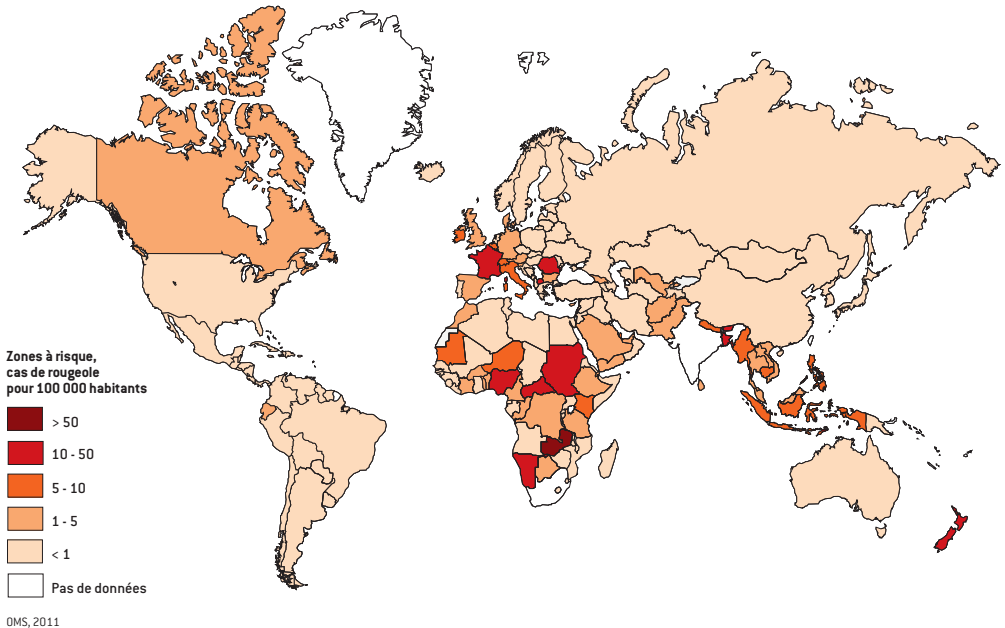 Zones à risque,
cas de rougeole
pour 100 000 habitants
> 50
10 - 50
5 - 10
1 - 5
< 1
Pas de données
OMS, 2011